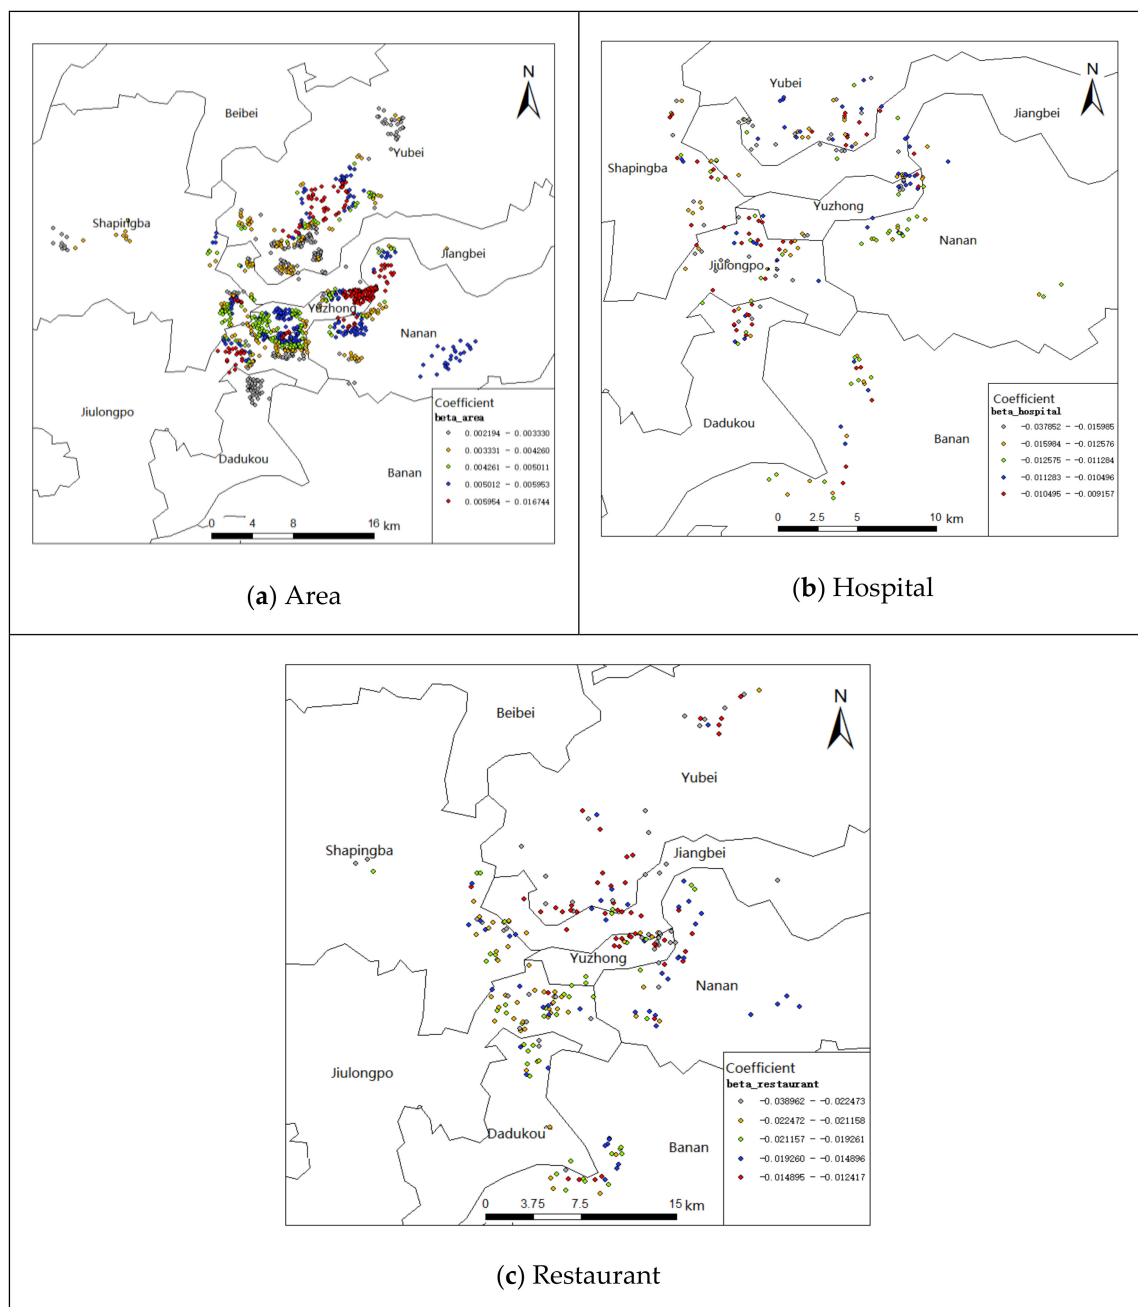 N
Beibei
Yubei
Shapingba
Jiangbei
Yuzhong
Nanan
Jiulongpo
Dadukou
Banan
Coefficient
beta_area
0.002194 - 0.003330
0.003331 - 0.004260
0.004261 - 0.005011
0.005012 - 0.005953
0.005954 - 0.016744
0 4 8 16 km
(a) Area
N
Yubei
Jiangbei
Shapingba
Yuzhong
Nanan
Jiulongpo
Dadukou
Banan
Coefficient
beta_hospital
-0.037852 - -0.015985
-0.015984 - -0.012576
-0.012575 - -0.011284
-0.011283 - -0.010496
-0.010495 - -0.009157
0 2.5 5 10 km
(b) Hospital
N
Beibei
Yubei
Shapingba
Jiangbei
Yuzhong
Nanan
Jiulongpo
Dadukou
Banan
Coefficient
beta_restaurant
-0.038962 - -0.022473
-0.022472 - -0.021158
-0.021157 - -0.019261
-0.019260 - -0.014896
-0.014895 - -0.012417
0 3.75 7.5 15 km
(c) Restaurant